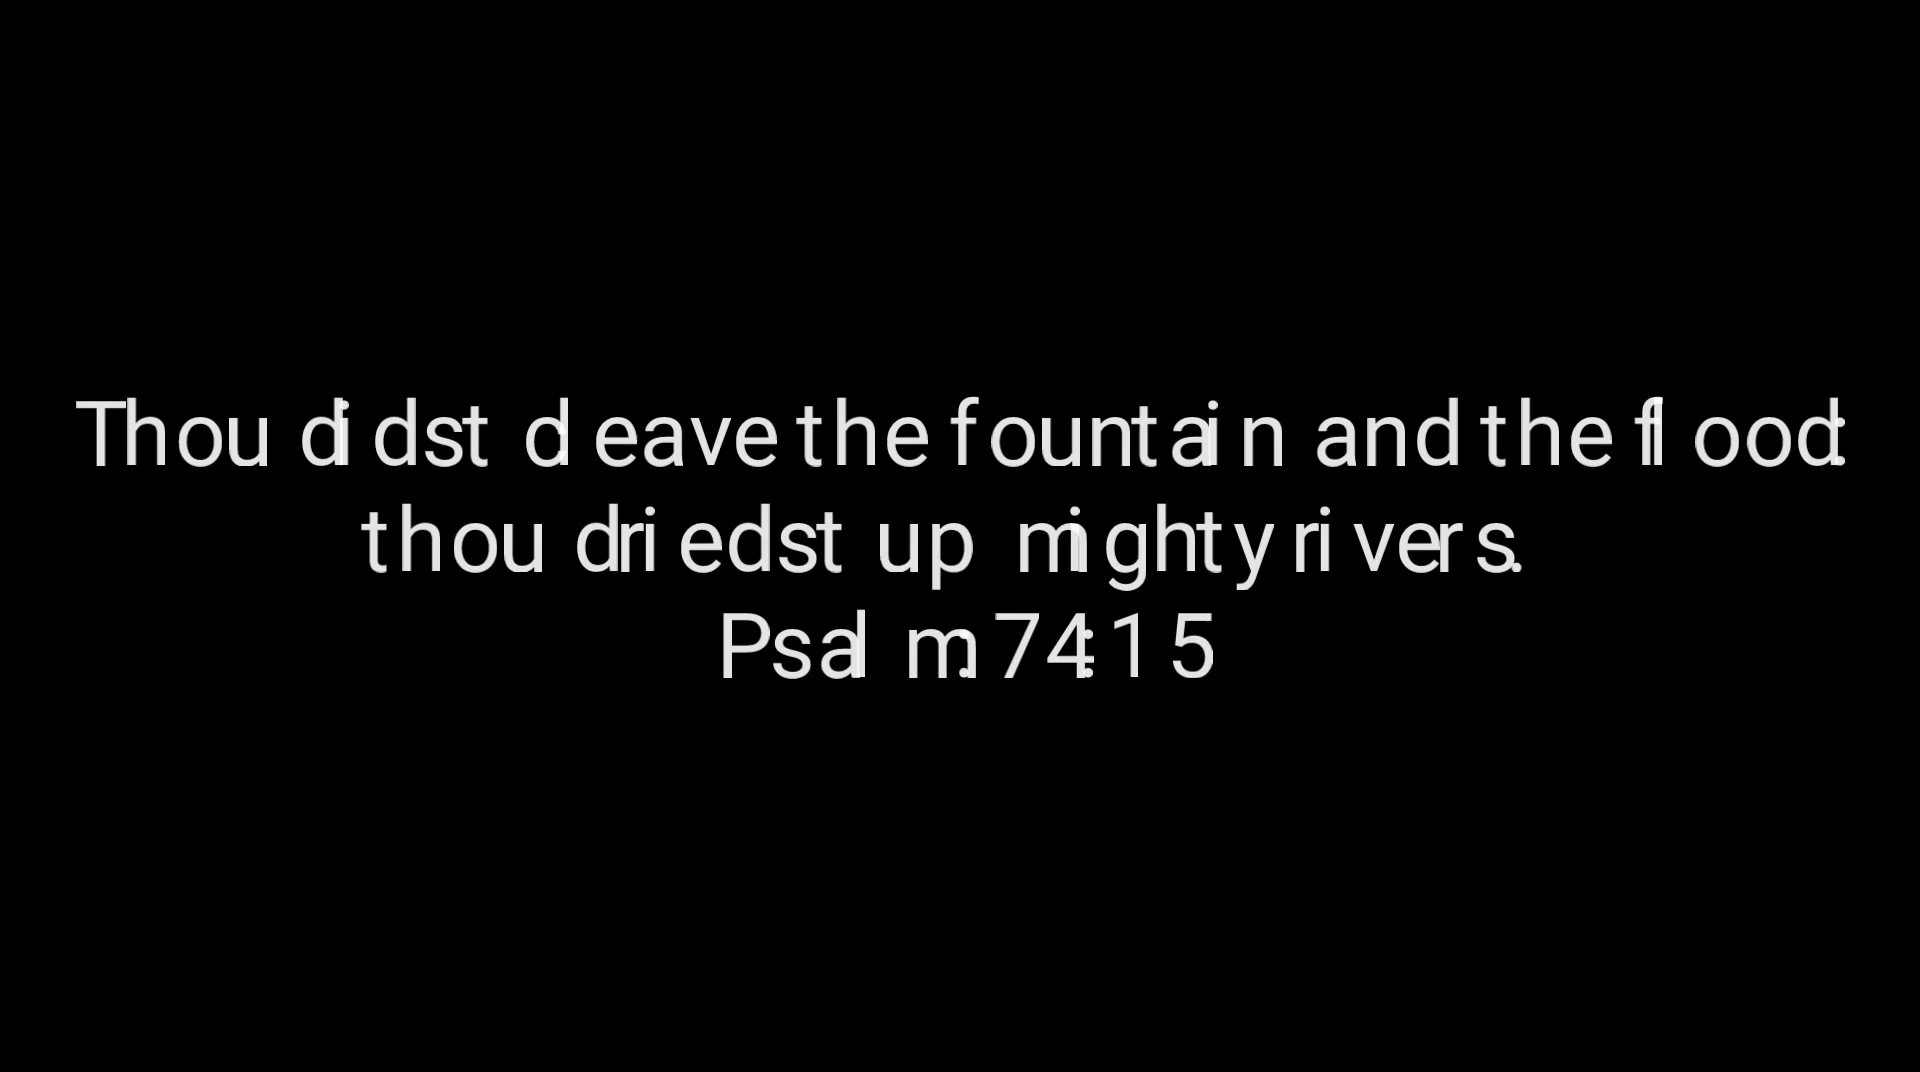 Thou didst cleave the fountain and the flood:
thou driedst up mighty rivers.
Psalm: 74:15